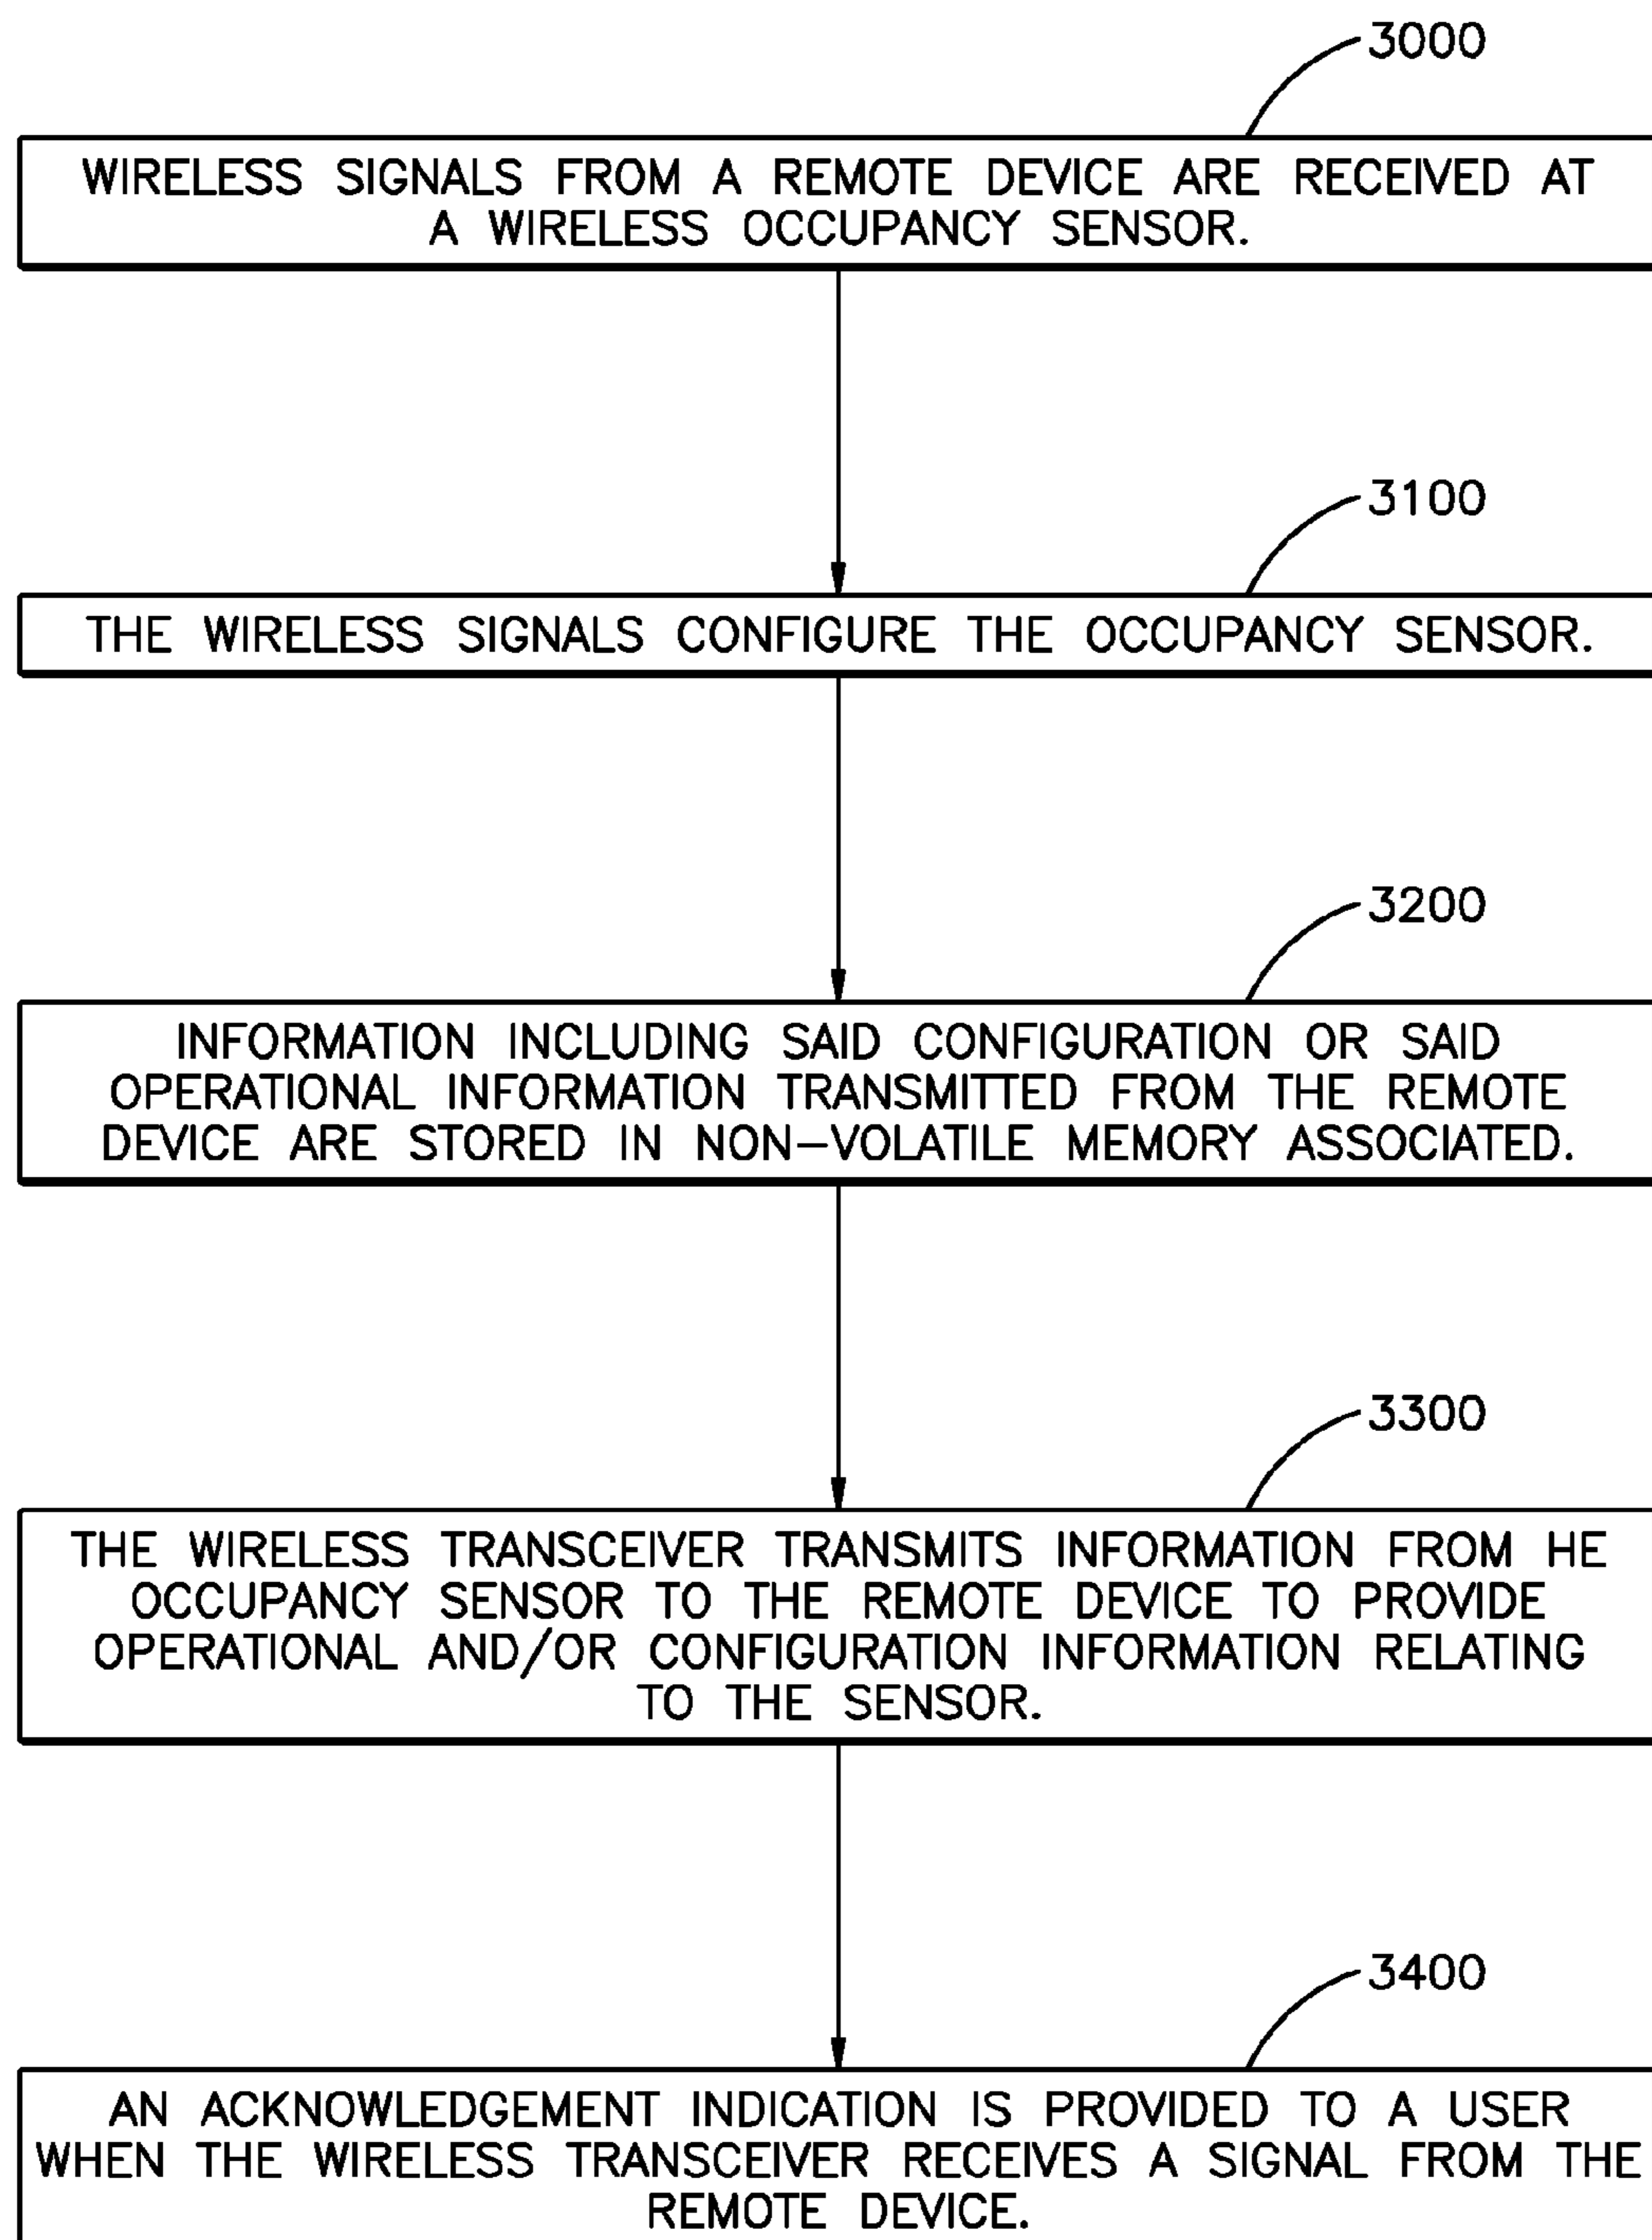 3000
WIRELESS SIGNALS FROM A REMOTE DEVICE ARE RECEIVED AT
A WIRELESS OCCUPANCY SENSOR.
3100
THE WIRELESS SIGNALS CONFIGURE THE OCCUPANCY SENSOR.
3200
INFORMATION INCLUDING SAID CONFIGURATION OR SAID
OPERATIONAL INFORMATION TRANSMITTED FROM THE REMOTE
DEVICE ARE STORED IN NON-VOLATILE MEMORY ASSOCIATED.
3300
THE WIRELESS TRANSCEIVER TRANSMITS INFORMATION FROM HE
OCCUPANCY SENSOR TO THE REMOTE DEVICE TO PROVIDE
OPERATIONAL AND/OR CONFIGURATION INFORMATION RELATING
TO THE SENSOR.
3400
AN ACKNOWLEDGEMENT INDICATION IS PROVIDED TO A USER
WHEN THE WIRELESS TRANSCEIVER RECEIVES A SIGNAL FROM THE
REMOTE DEVICE.